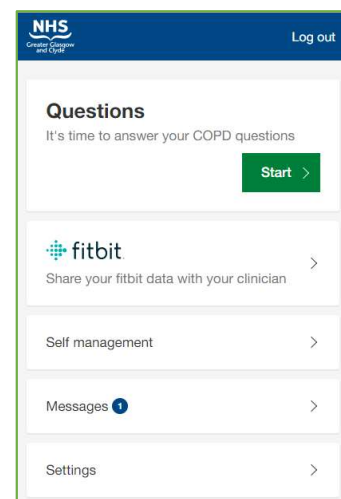 NHS
Greater Glasgow
and Clyde
Log out
Questions
It's time to answer your COPD questions
Start
fitbit
Share your fitbit data with your clinician
Self management
Messages 1
Settings